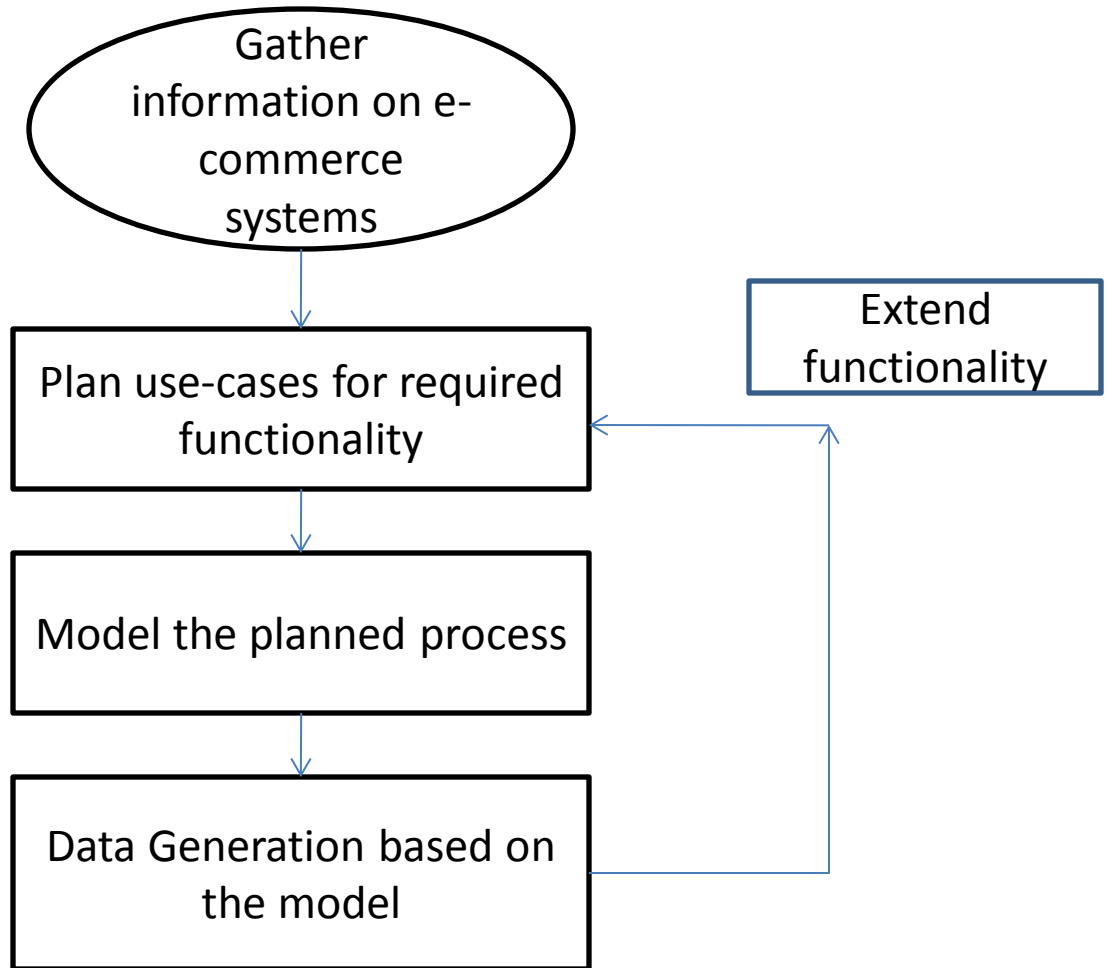 Gather
information on e-
commerce
systems
Extend
functionality
Plan use-cases for required
functionality
Model the planned process
Data Generation based on
the model